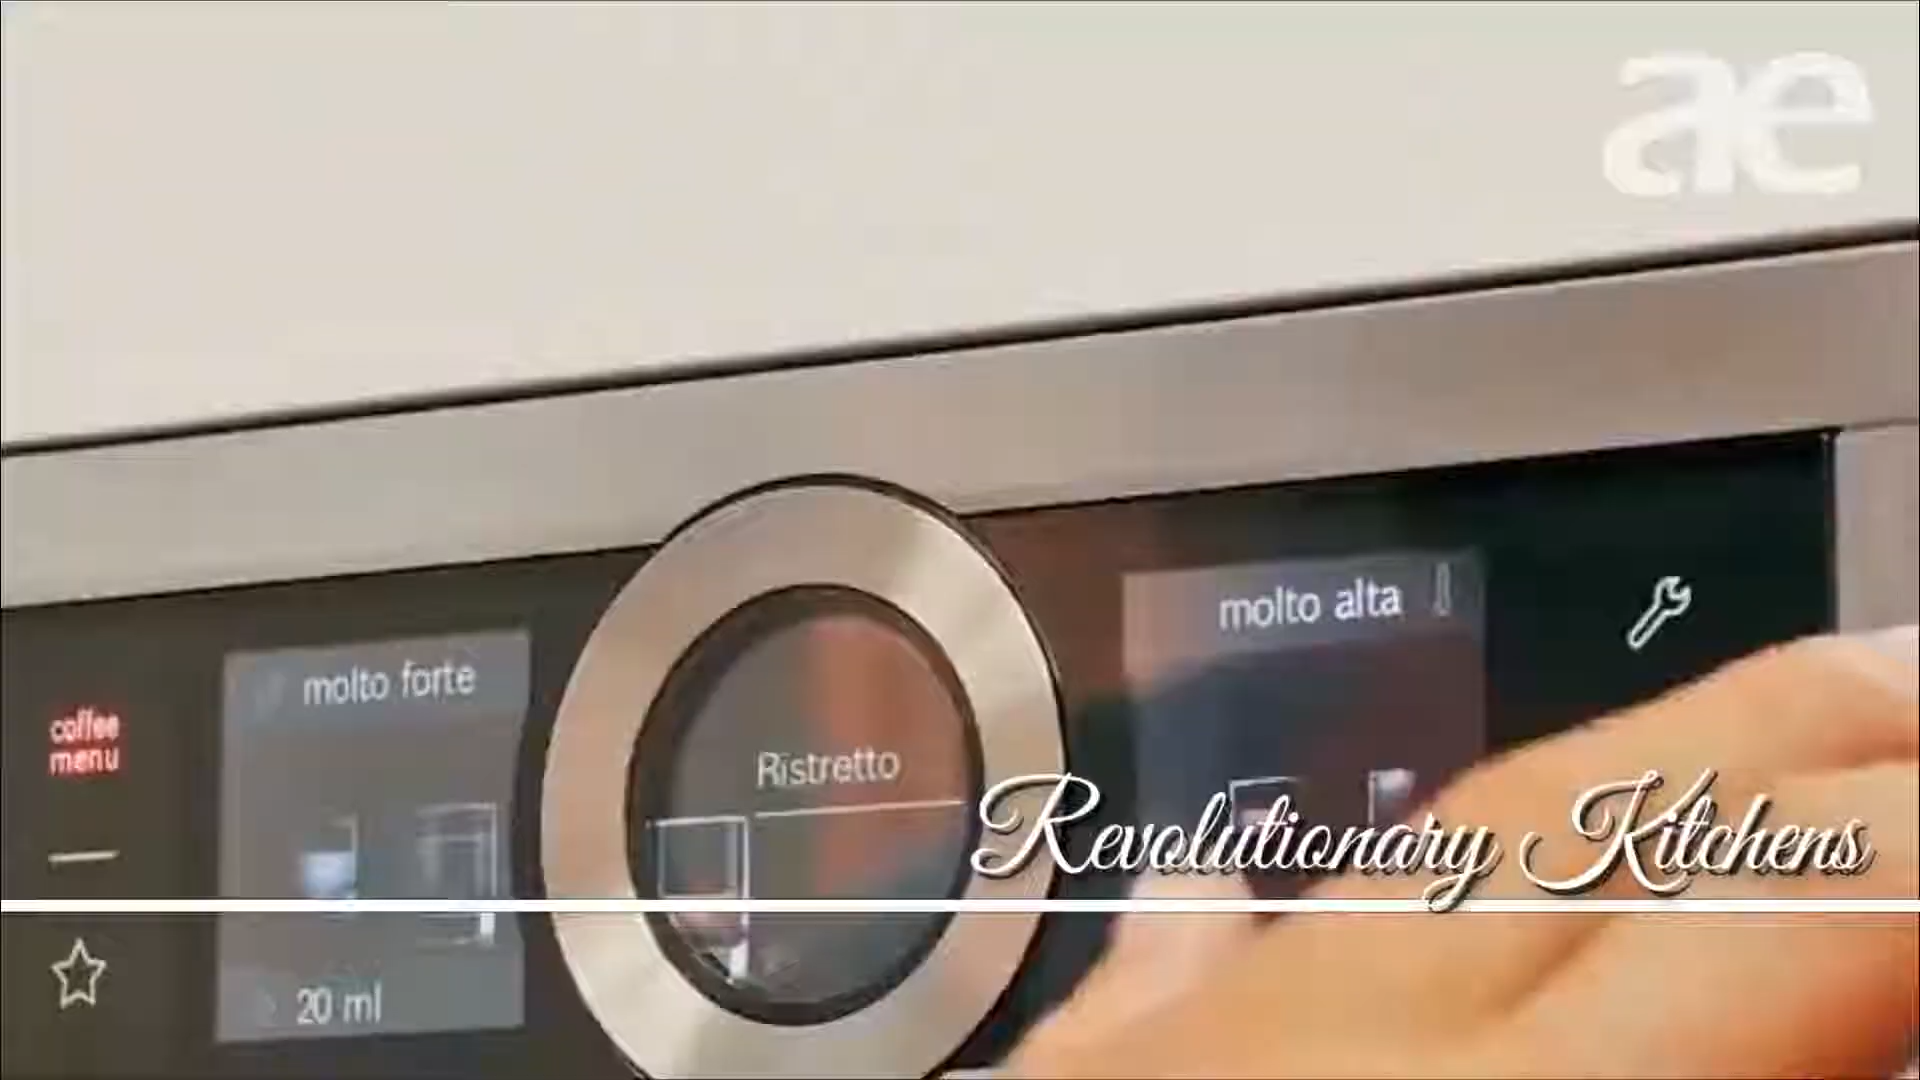 ae
molto alta
molto forte
coffee
menu
Ristretto
Revolutionary Kitchens
20 ml